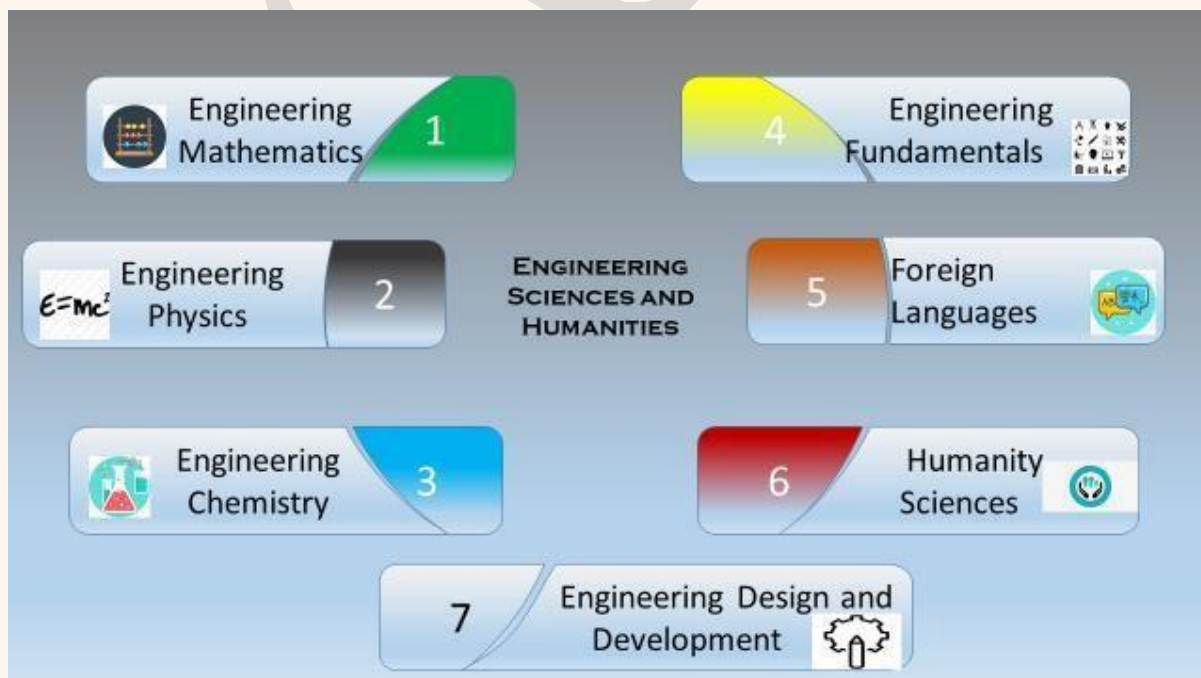 Engineering
Mathematics
1
E=mc²
Engineering
Physics
2
Engineering
Chemistry
3
ENGINEERING
SCIENCES AND
HUMANITIES
4
Engineering
Fundamentals
5
Foreign
Languages
6
Humanity
Sciences
7
Engineering Design and
Development